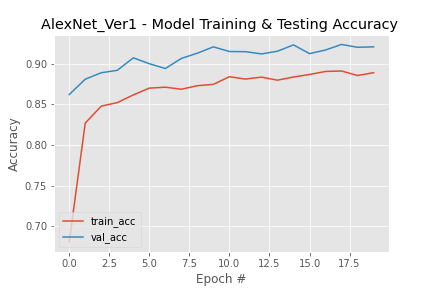 AlexNet_Ver1 - Model Training & Testing Accuracy
Accuracy
0.90
0.85
0.80
0.75
0.70
train_acc
val_acc
0.0 2.5 5.0 7.5 10.0 12.5 15.0 17.5
Epoch #